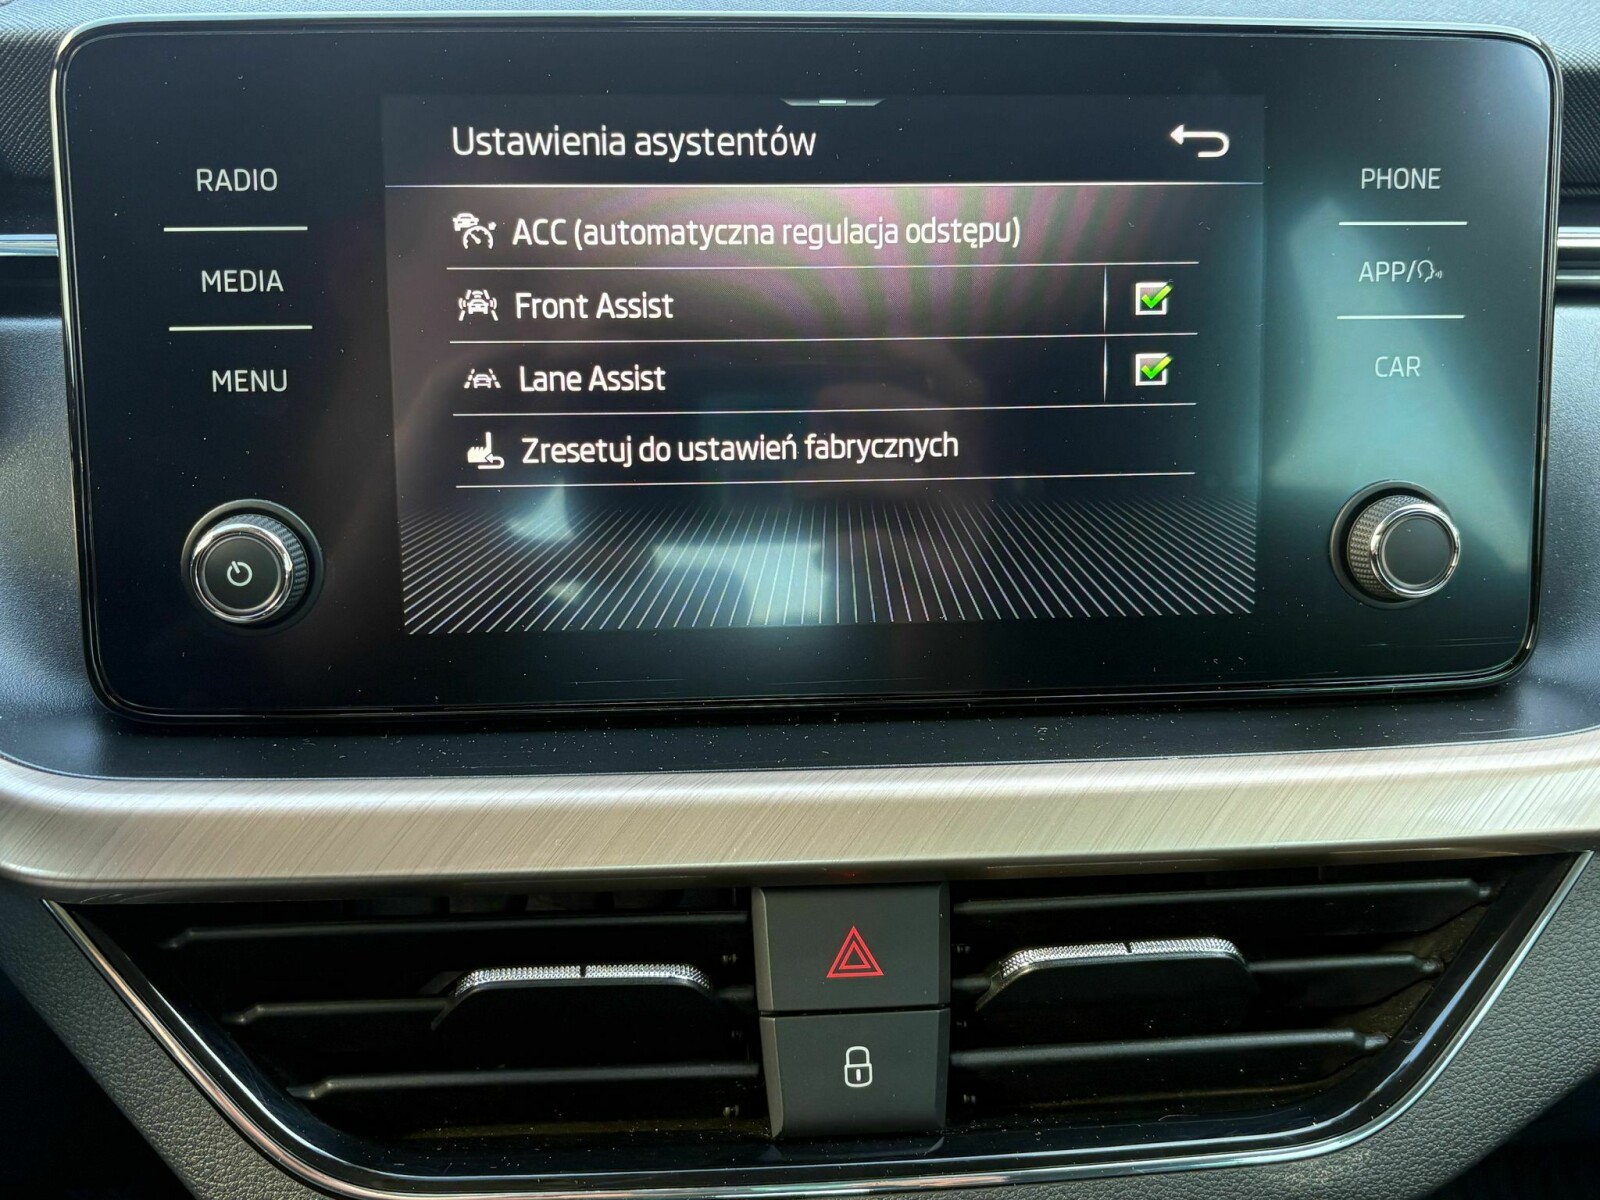 Ustawienia asystentów
RADIO
MEDIA
MENU
ACC (automatyczna regulacja odstępu)
Front Assist
Lane Assist
Zresetuj do ustawień fabrycznych
PHONE
APP/
CAR